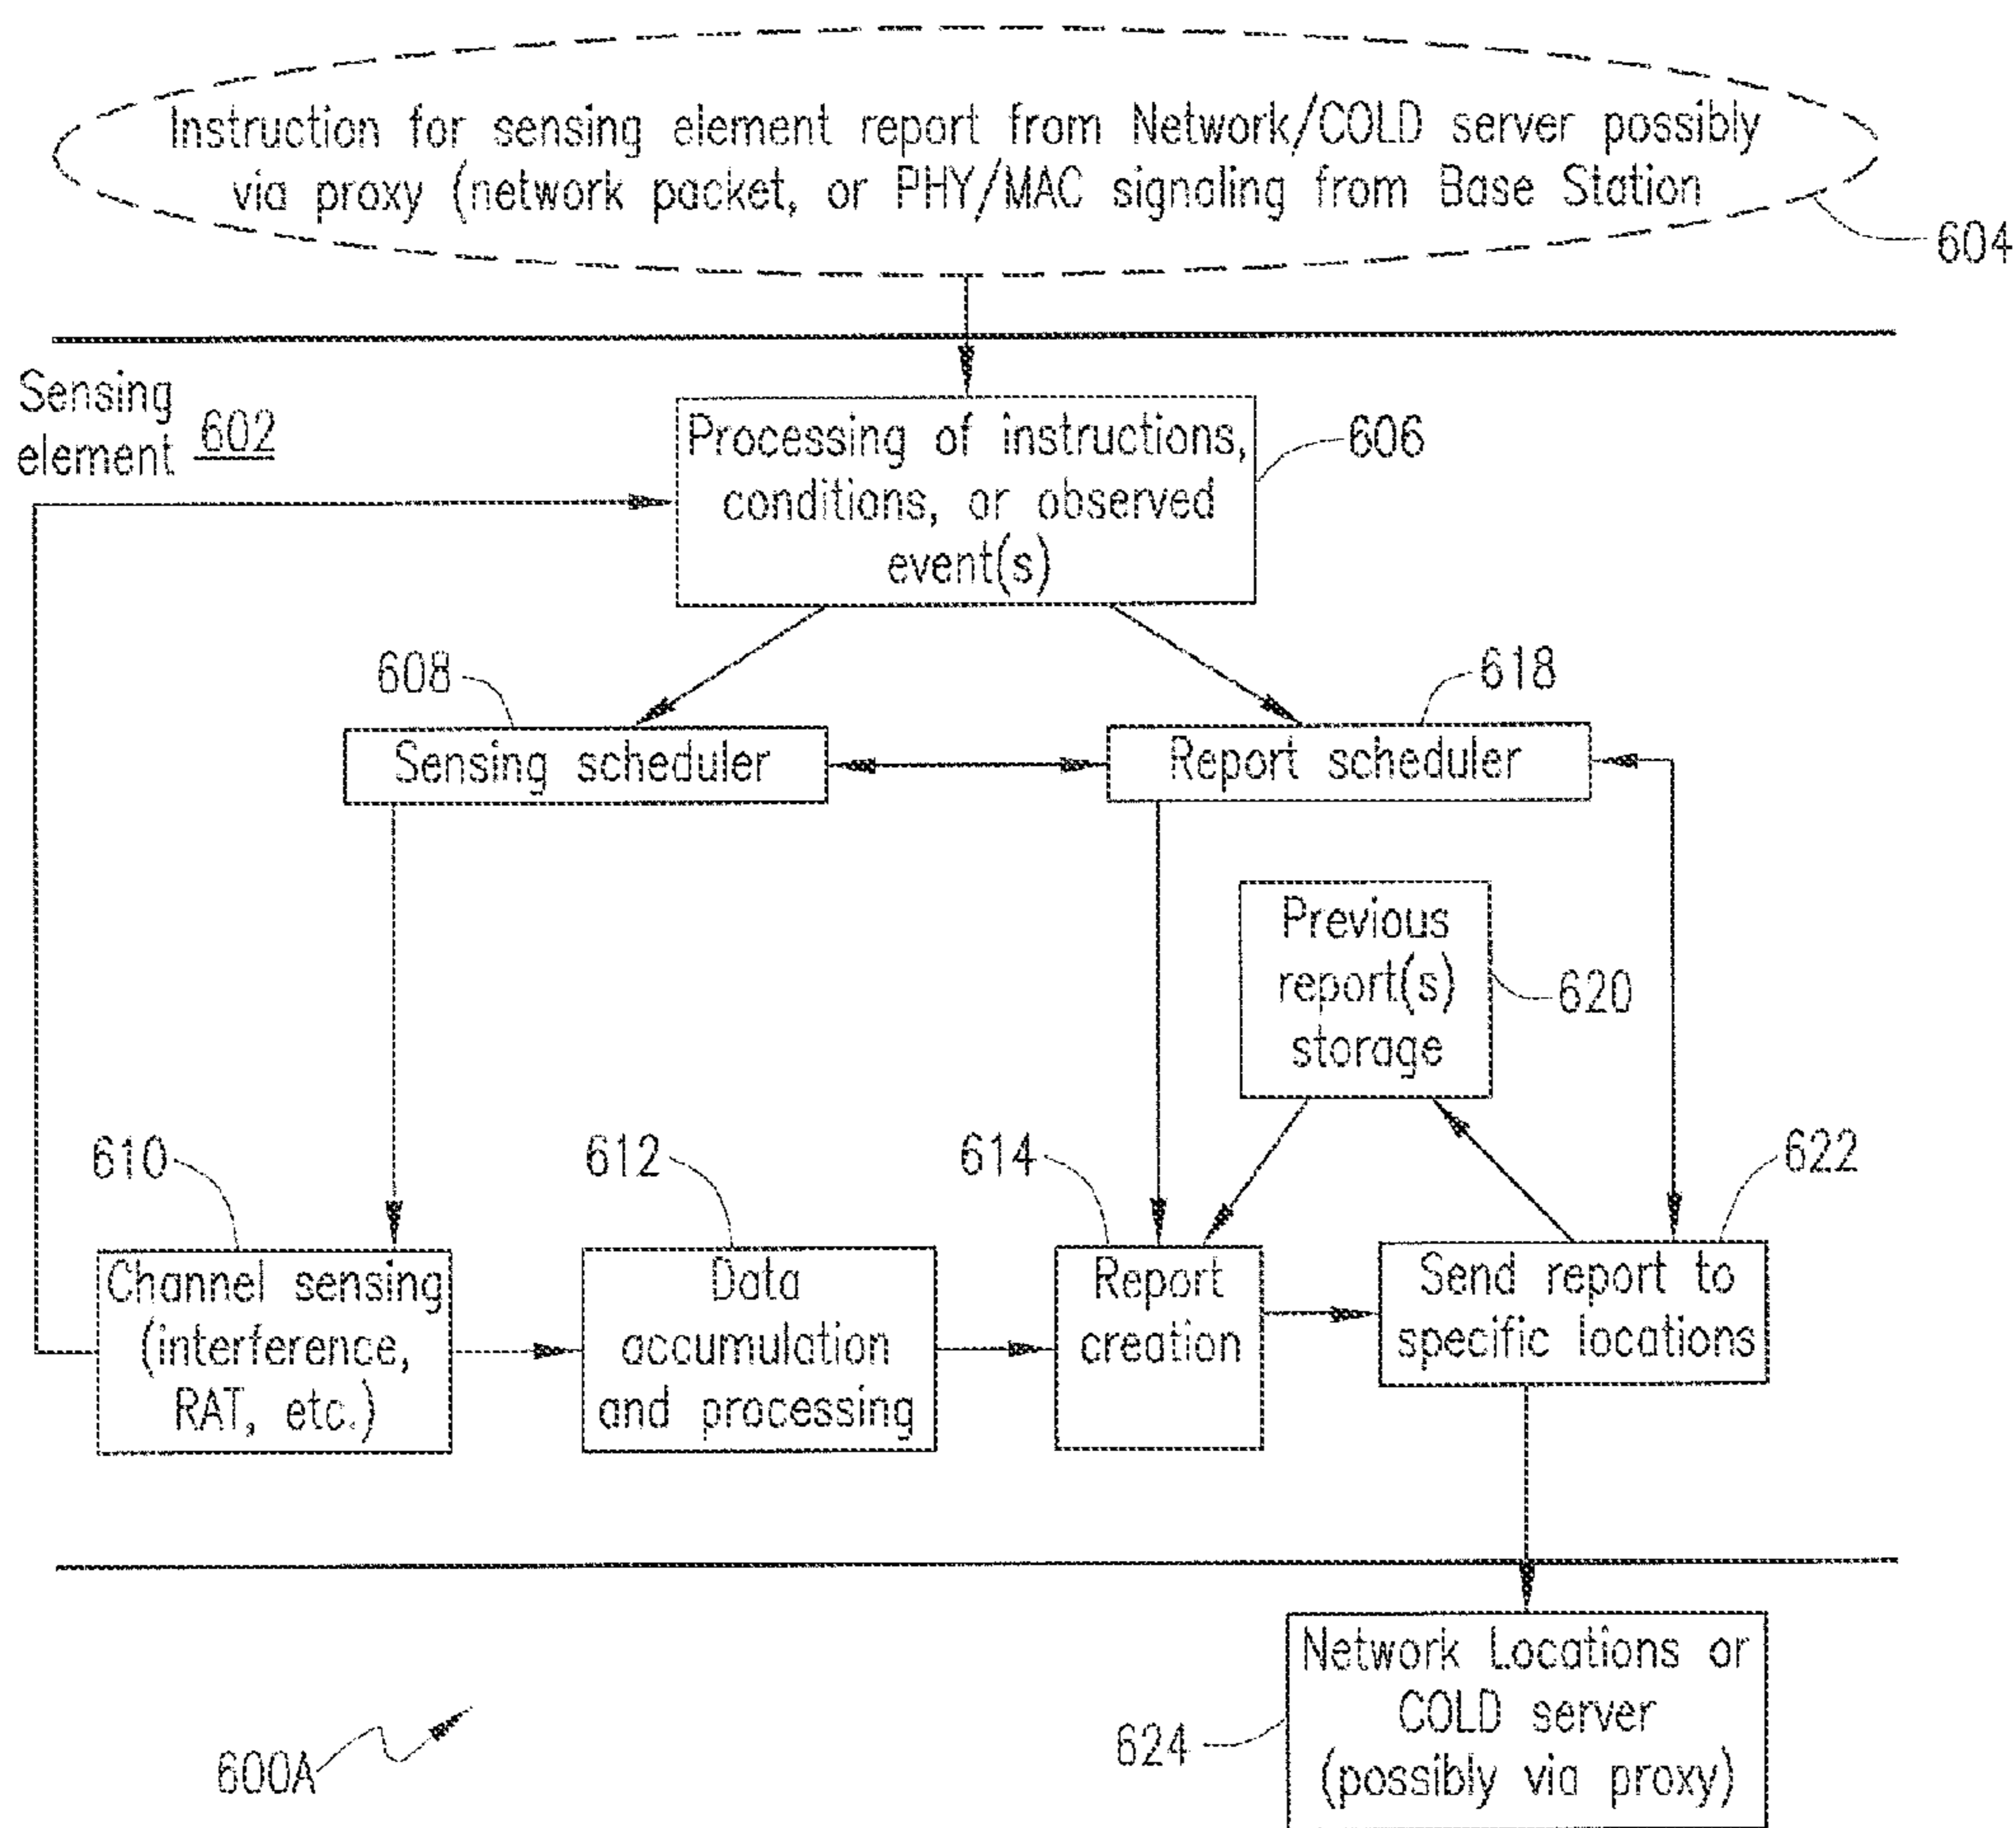 Instruction for sensing element report from Network/COLD server possibly
via proxy (network packet, or PHY/MAC signaling from Base Station
604
Sensing
element 602
Processing of instructions,
conditions, or observed
event(s)
606
608
618
Sensing scheduler
Report scheduler
Previous
report(s)
storage
620
610
612
614
622
Channel sensing
(interference,
RAT, etc.)
Data
accumulation
and processing
Report
creation
Send report to
specific locations
Network Locations or
COLD server
(possibly via proxy)
624
600A